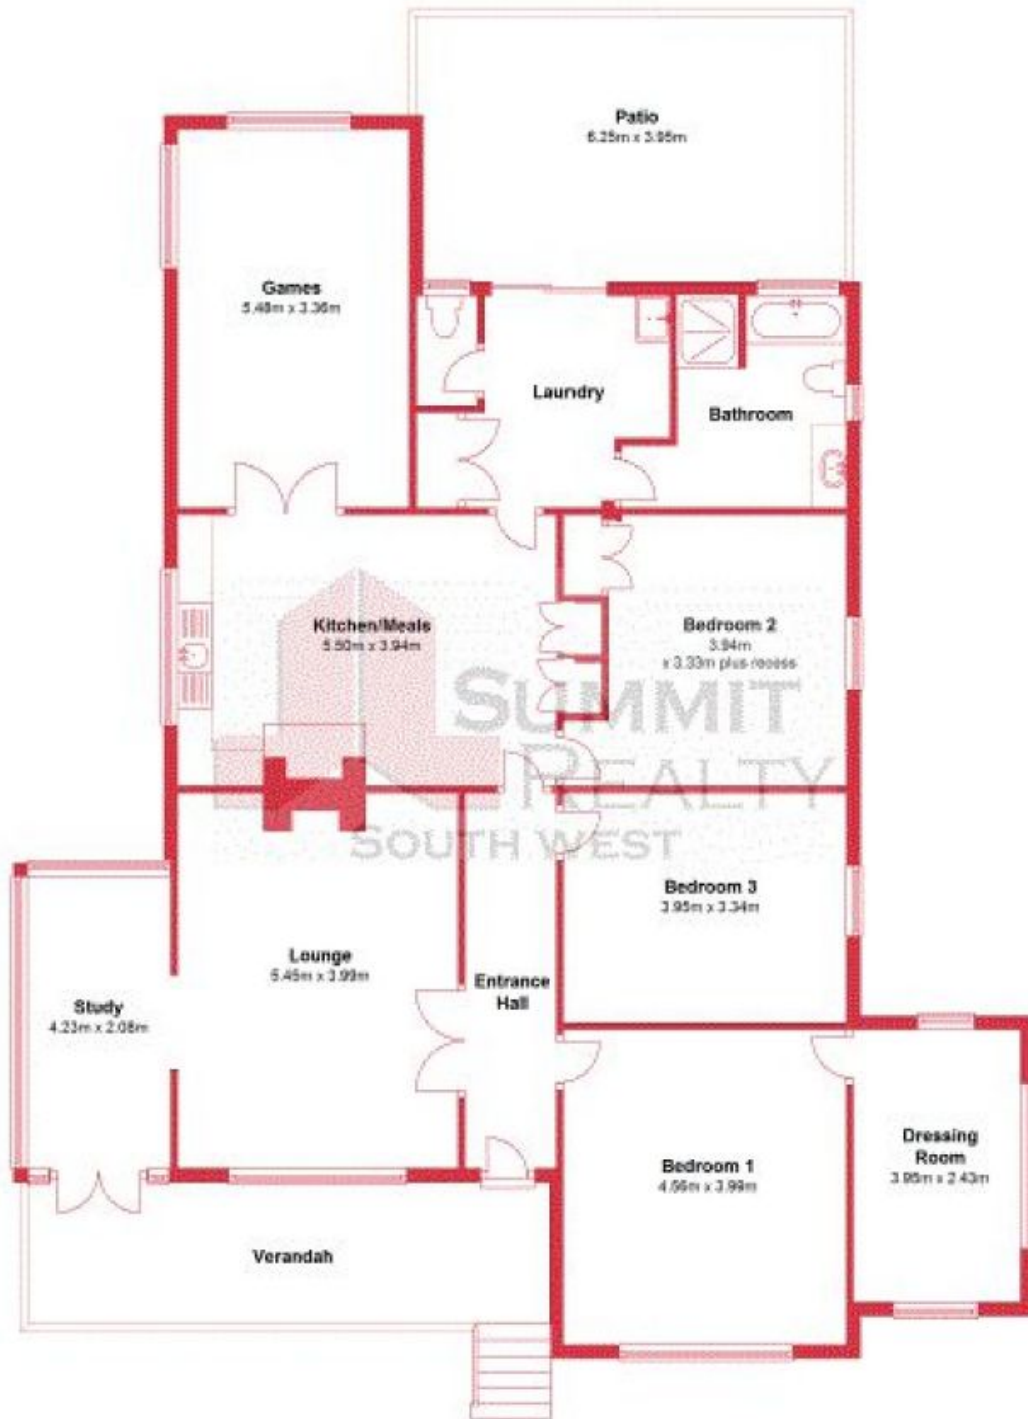 Patio
6.25m x 3.95m
Games
5.48m x 3.36m
Laundry
Bathroom
Kitchen/Meals
5.50m x 3.94m
Bedroom 2
3.94m
x 3.33m plus recess
SUMMIT
REALTY
SOUTH WEST
Bedroom 3
3.95m x 3.34m
Lounge
5.45m x 3.99m
Entrance
Hall
Study
4.23m x 2.08m
Dressing
Room
3.95m x 2.43m
Bedroom 1
4.56m x 3.99m
Verandah